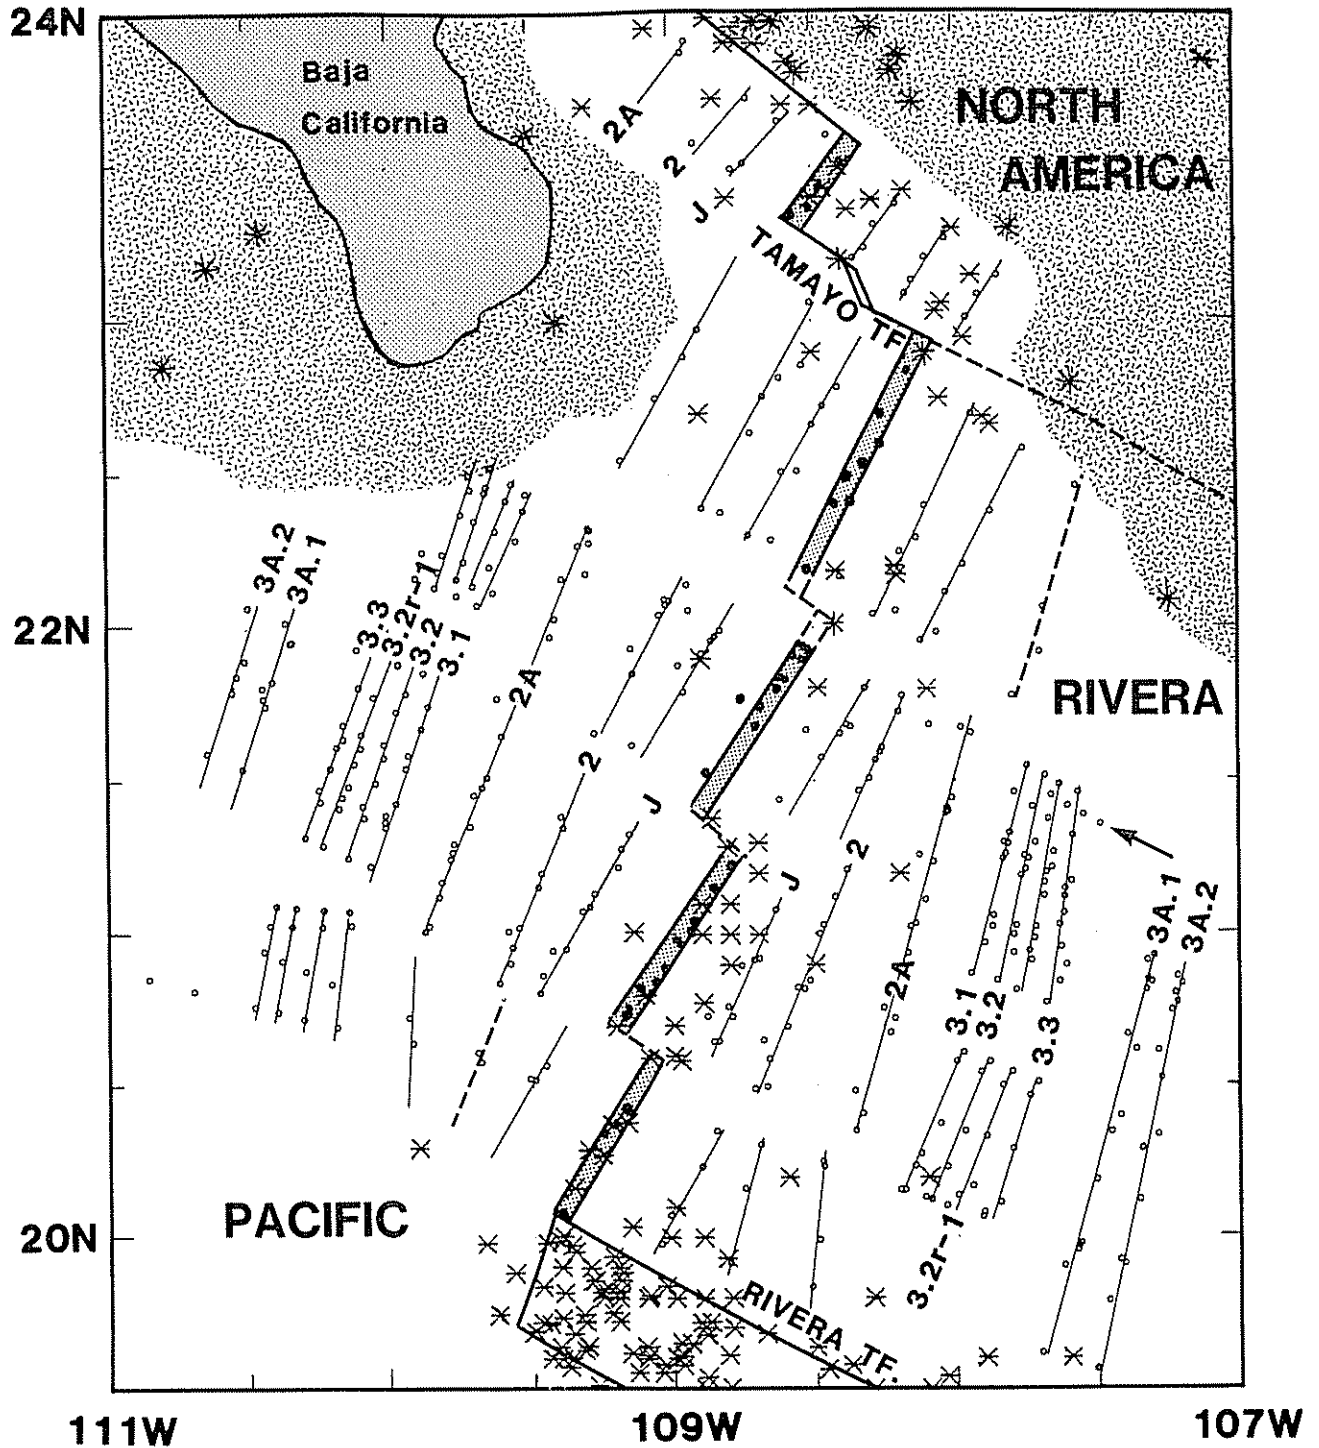 24N
Baja
California
NORTH
AMERICA
2A
2
J
TAMAYO TF
3A.2
3A.1
3.3
3.2r-1
3.2
3.1
22N
2A
2
RIVERA
J
2
J
3A.1
3A.2
2A
3.1
3.2
3.3
PACIFIC
20N
3.2r-1
RIVERA TF.
111W
109W
107W